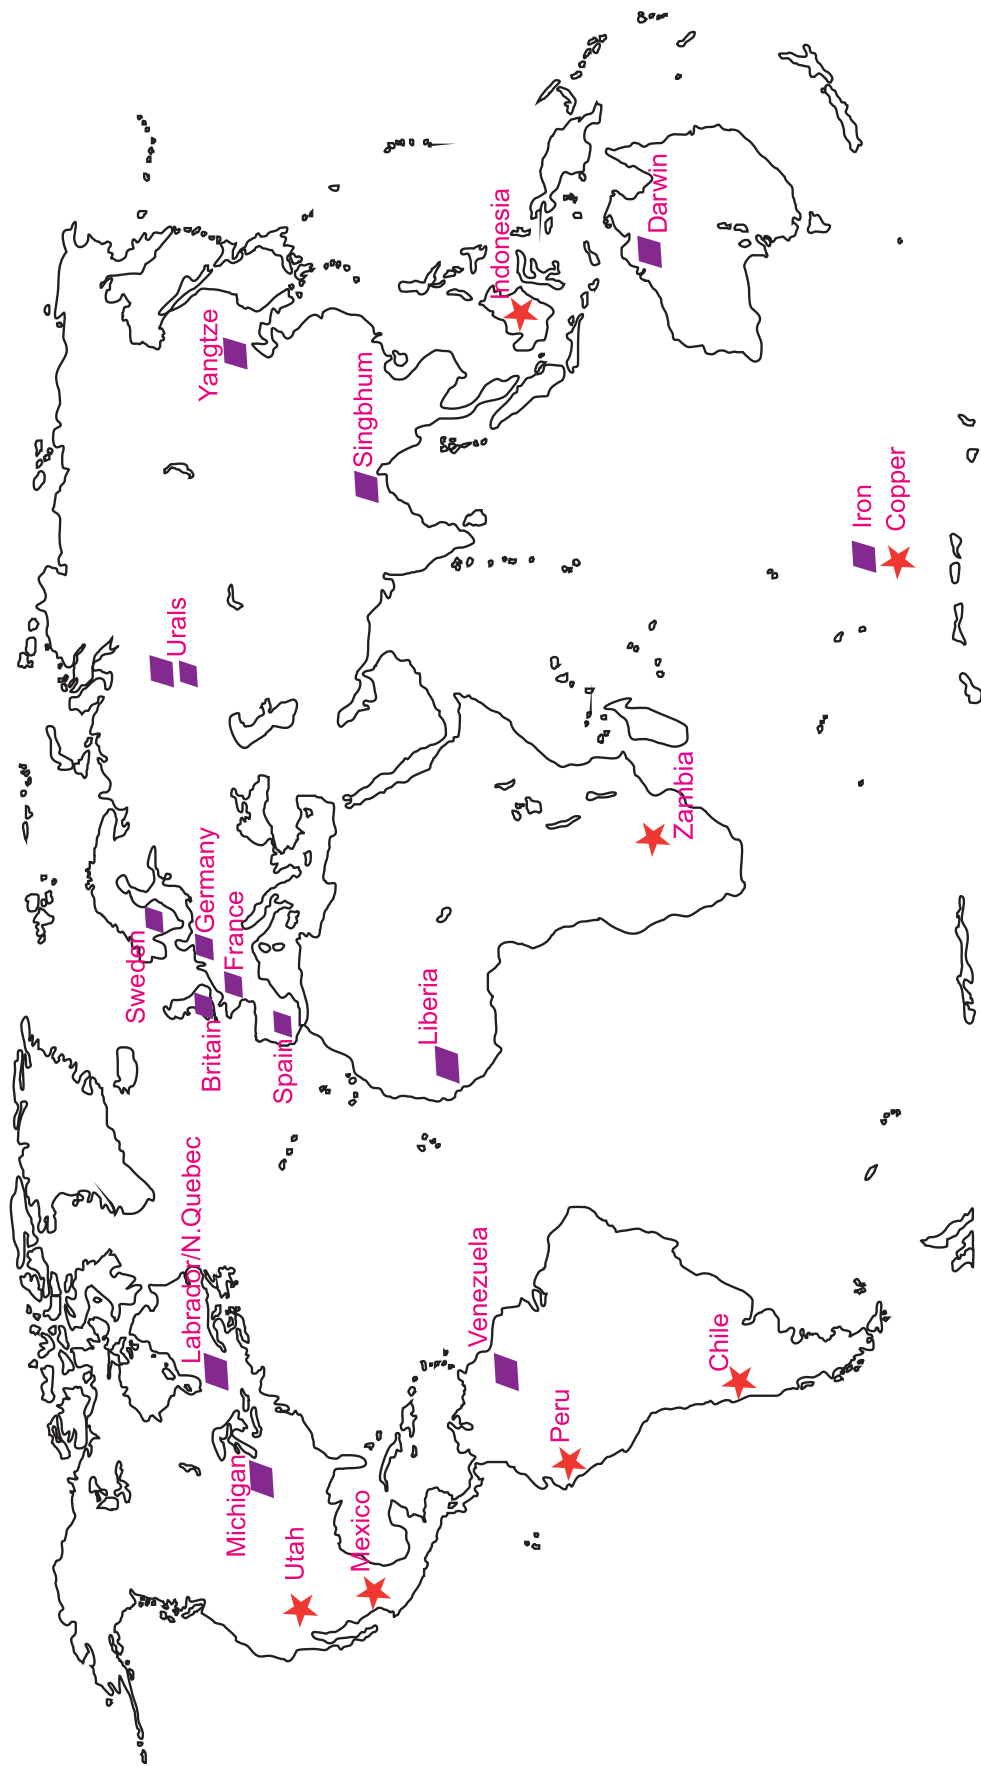 Labrador/N.Quebec
Michigan
Utah
Mexico
Venezuela
Peru
Chile
Sweden
Britain
Germany
France
Spain
Liberia
Zambia
Urals
Yangtze
Singbhum
Indonesia
Darwin
Iron
Copper